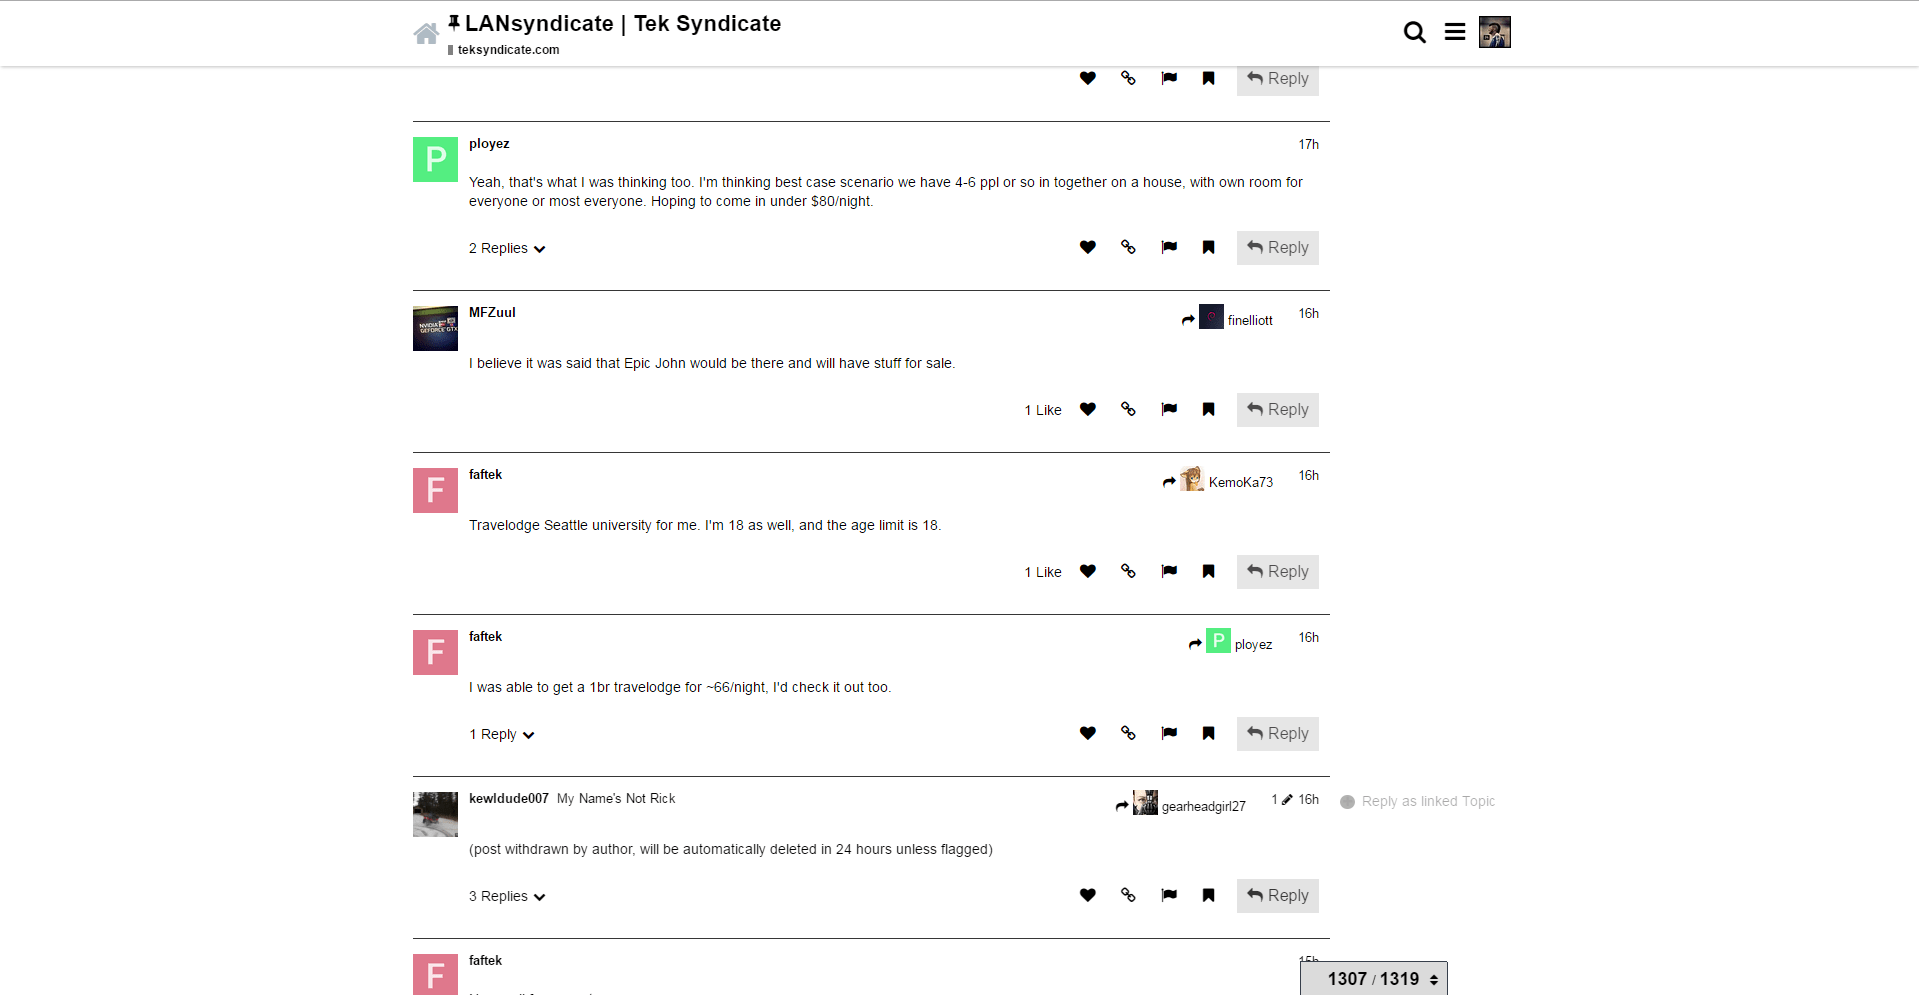 LANsyndicate | Tek Syndicate
teksyndicate.com
Reply
P
ployez
17h
Yeah, that's what I was thinking too. I'm thinking best case scenario we have 4-6 ppl or so in together on a house, with own room for
everyone or most everyone. Hoping to come in under $80/night.
2 Replies
Reply
NVIDIA
GEFORCE GTX
MFZuul
finelliott
16h
I believe it was said that Epic John would be there and will have stuff for sale.
1 Like
Reply
F
faftek
KemoKa73
16h
Travelodge Seattle university for me. I'm 18 as well, and the age limit is 18.
1 Like
Reply
F
faftek
P
ployez
16h
I was able to get a 1br travelodge for ~66/night, I'd check it out too.
1 Reply
Reply
kewldude007 My Name's Not Rick
gearheadgirl27
1
16h
Reply as linked Topic
(post withdrawn by author, will be automatically deleted in 24 hours unless flagged)
3 Replies
Reply
F
faftek
15h
1307 / 1319